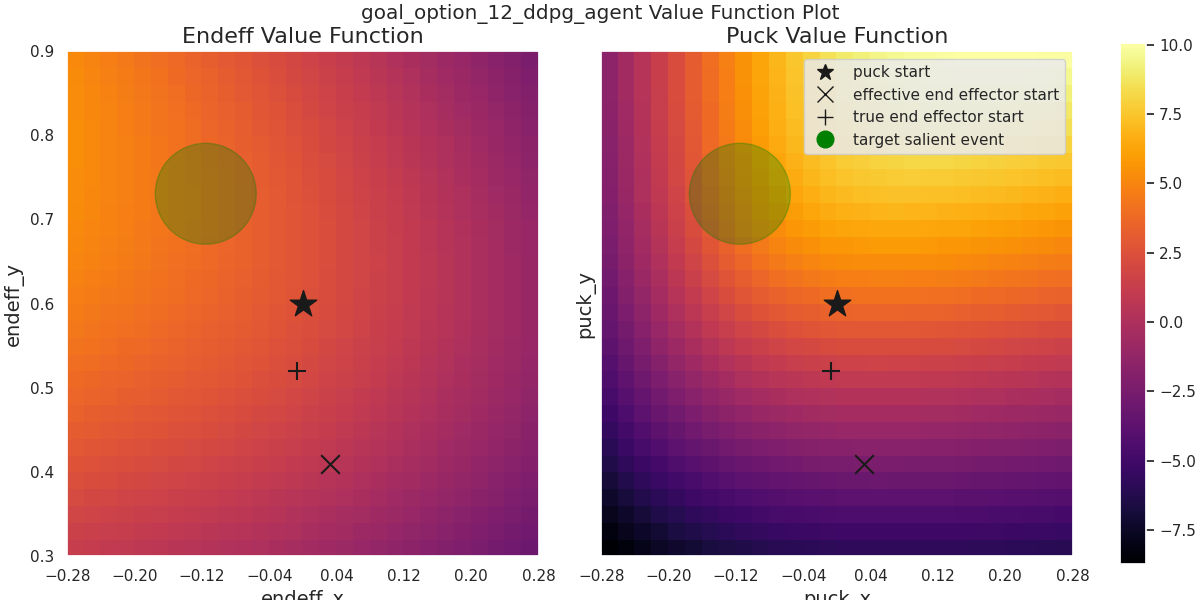 goal_option_12_ddpg_agent Value Function Plot
Endeff Value Function
Puck Value Function
endeff_y
0.9
0.8
0.7
0.6
0.5
0.4
0.3
−0.28
−0.20
−0.12
−0.04
0.04
0.12
0.20
0.28
endeff_x
puck_y
puck start
effective end effector start
true end effector start
target salient event
−0.28
−0.20
−0.12
−0.04
0.04
0.12
0.20
0.28
puck_x
10.0
7.5
5.0
2.5
0.0
−2.5
−5.0
−7.5